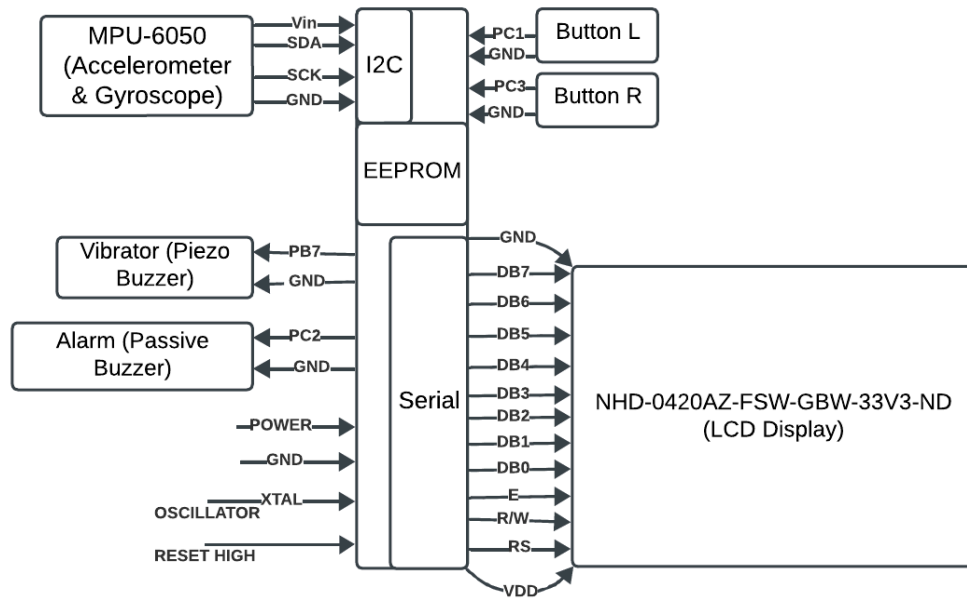 MPU-6050
(Accelerometer
& Gyroscope)
Vin
SDA
SCK
GND
I2C
PC1
GND
Button L
PC3
GND
Button R
EEPROM
Vibrator (Piezo
Buzzer)
PB7
GND
Alarm (Passive
Buzzer)
PC2
GND
POWER
GND
XTAL
OSCILLATOR
RESET HIGH
Serial
GND
DB7
DB6
DB5
DB4
DB3
DB2
DB1
DB0
E
R/W
RS
VDD
NHD-0420AZ-FSW-GBW-33V3-ND
(LCD Display)